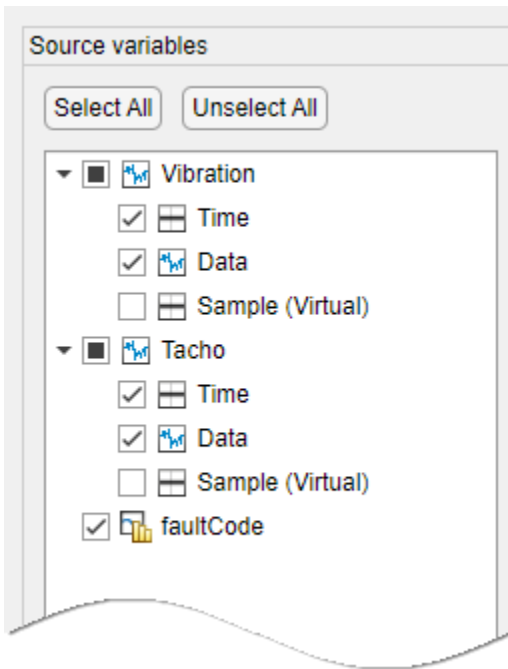 Source variables
Select All Unselect All
Vibration
Time
Data
Sample (Virtual)
Tacho
Time
Data
Sample (Virtual)
faultCode